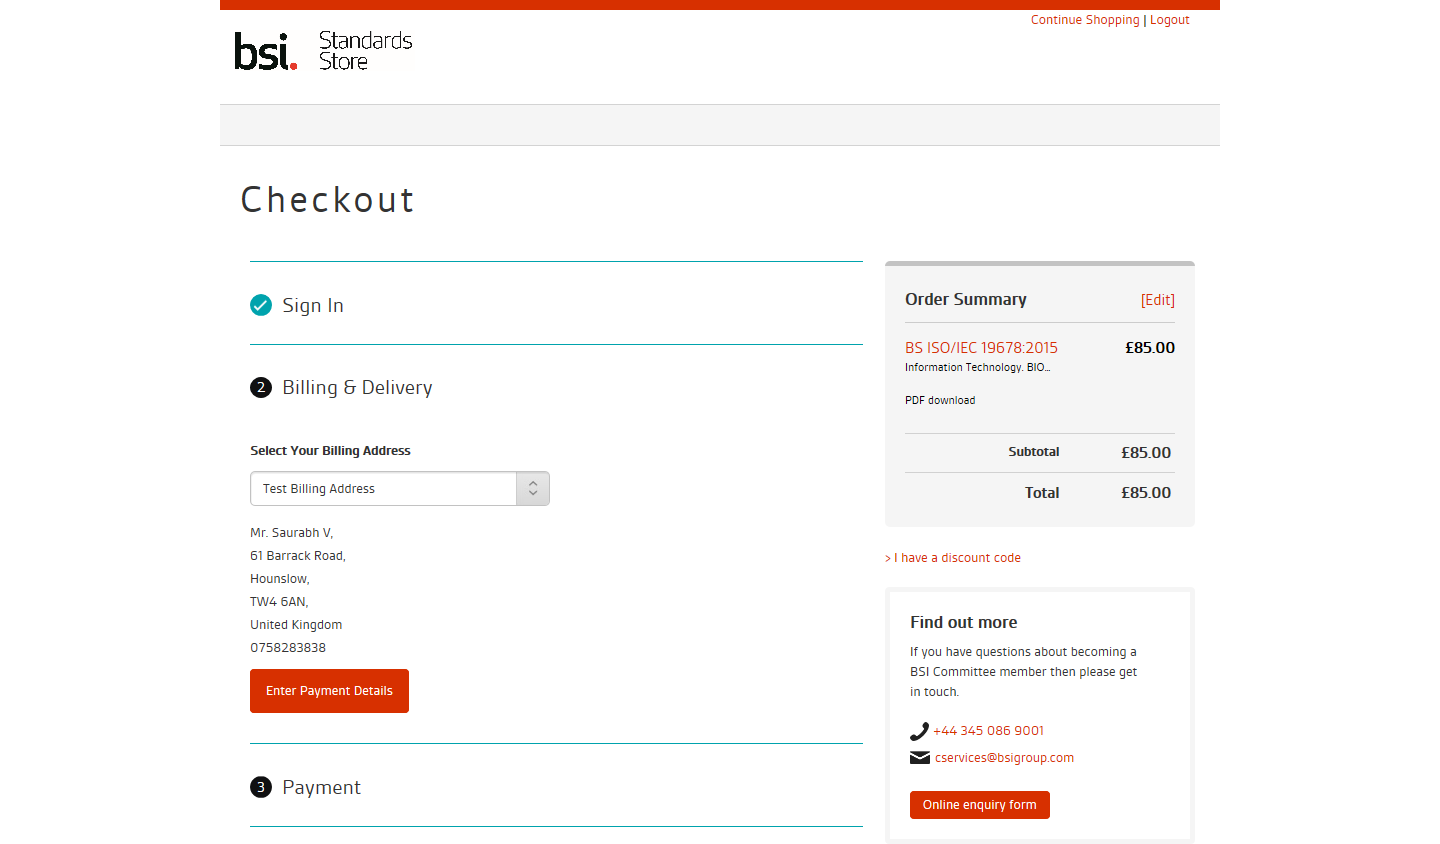 Continue Shopping | Logout
bsi. Standards
Store
Checkout
Sign In
2 Billing & Delivery
Select Your Billing Address
Test Billing Address
Mr. Saurabh V,
61 Barrack Road,
Hounslow,
TW4 6AN,
United Kingdom
0758283838
Enter Payment Details
3 Payment
Order Summary [Edit]
BS ISO/IEC 19678:2015 £85.00
Information Technology. BIO...
PDF download
Subtotal £85.00
Total £85.00
> I have a discount code
Find out more
If you have questions about becoming a
BSI Committee member then please get
in touch.
+44 345 086 9001
cservices@bsigroup.com
Online enquiry form